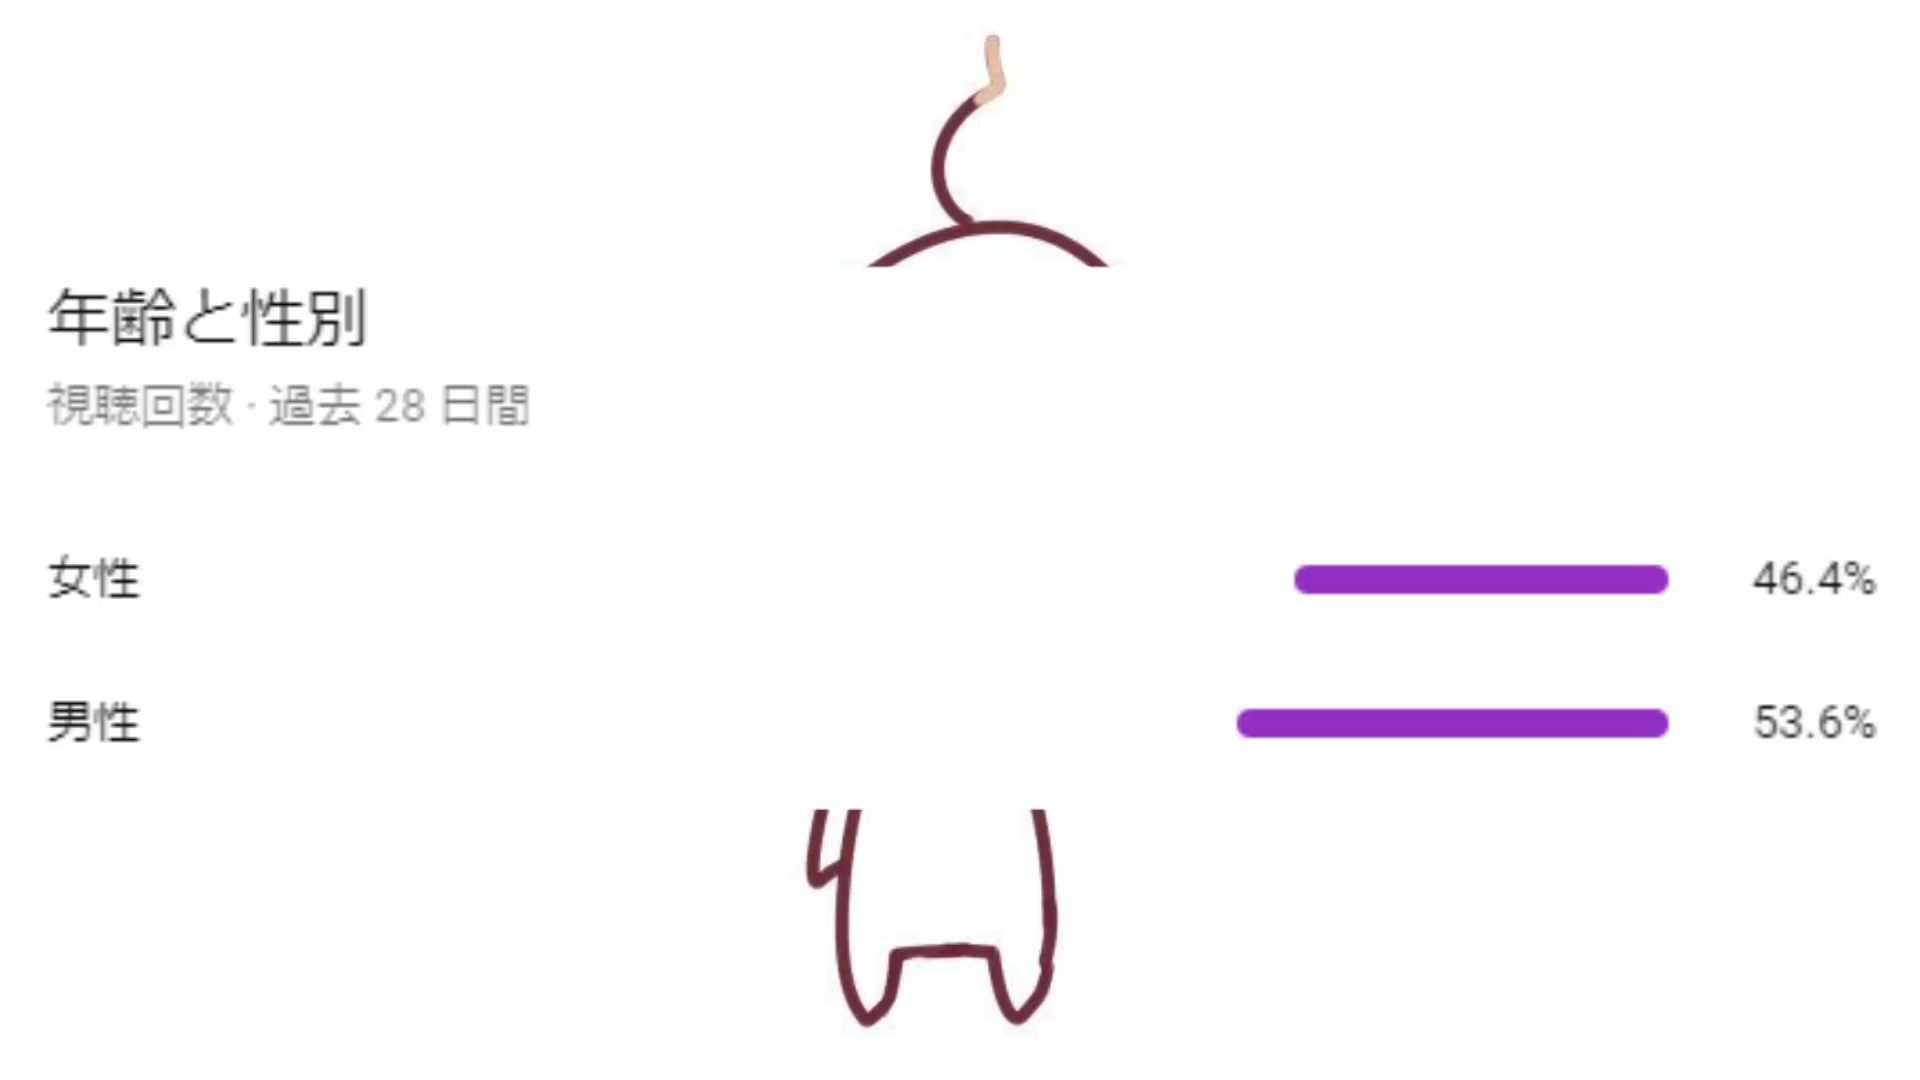 年齢と性別
視聴回数 · 過去 28 日間
女性 46.4%
男性 53.6%